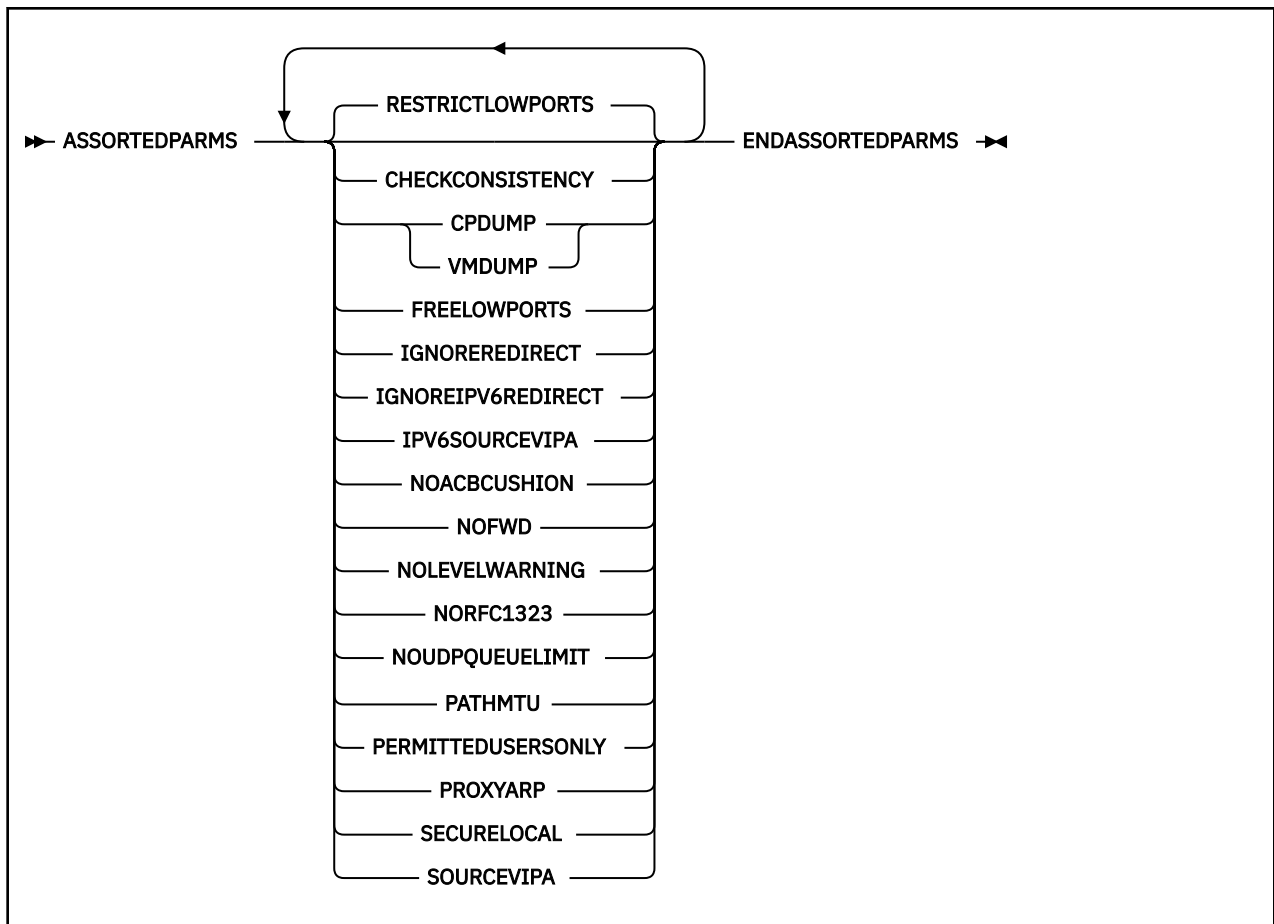 RESTRICTLOWPORTS
ASSORTEDPARMS ENDASSORTEDPARMS
CHECKCONSISTENCY
CPDUMP
VMDUMP
FREELOWPORTS
IGNOREREDIRECT
IGNOREIPV6REDIRECT
IPV6SOURCEVIPA
NOACBCUSHION
NOFWD
NOLEVELWARNING
NORFC1323
NOUDPQUEUELIMIT
PATHMTU
PERMITTEDUSERSONLY
PROXYARP
SECURELOCAL
SOURCEVIPA